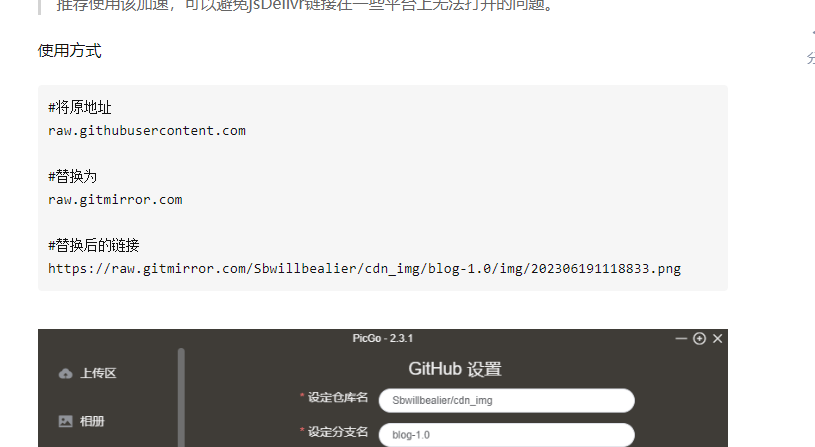 推荐使用该加速，可以避免jsDelivr链接在一些平台上无法打开的问题。
使用方式
#将原地址
raw.githubusercontent.com
#替换为
raw.gitmirror.com
#替换后的链接
https://raw.gitmirror.com/Sbwillbealier/cdn_img/blog-1.0/img/202306191118833.png
PicGo - 2.3.1
上传区
GitHub 设置
* 设定仓库名
Sbwillbealier/cdn_img
相册
* 设定分支名
blog-1.0